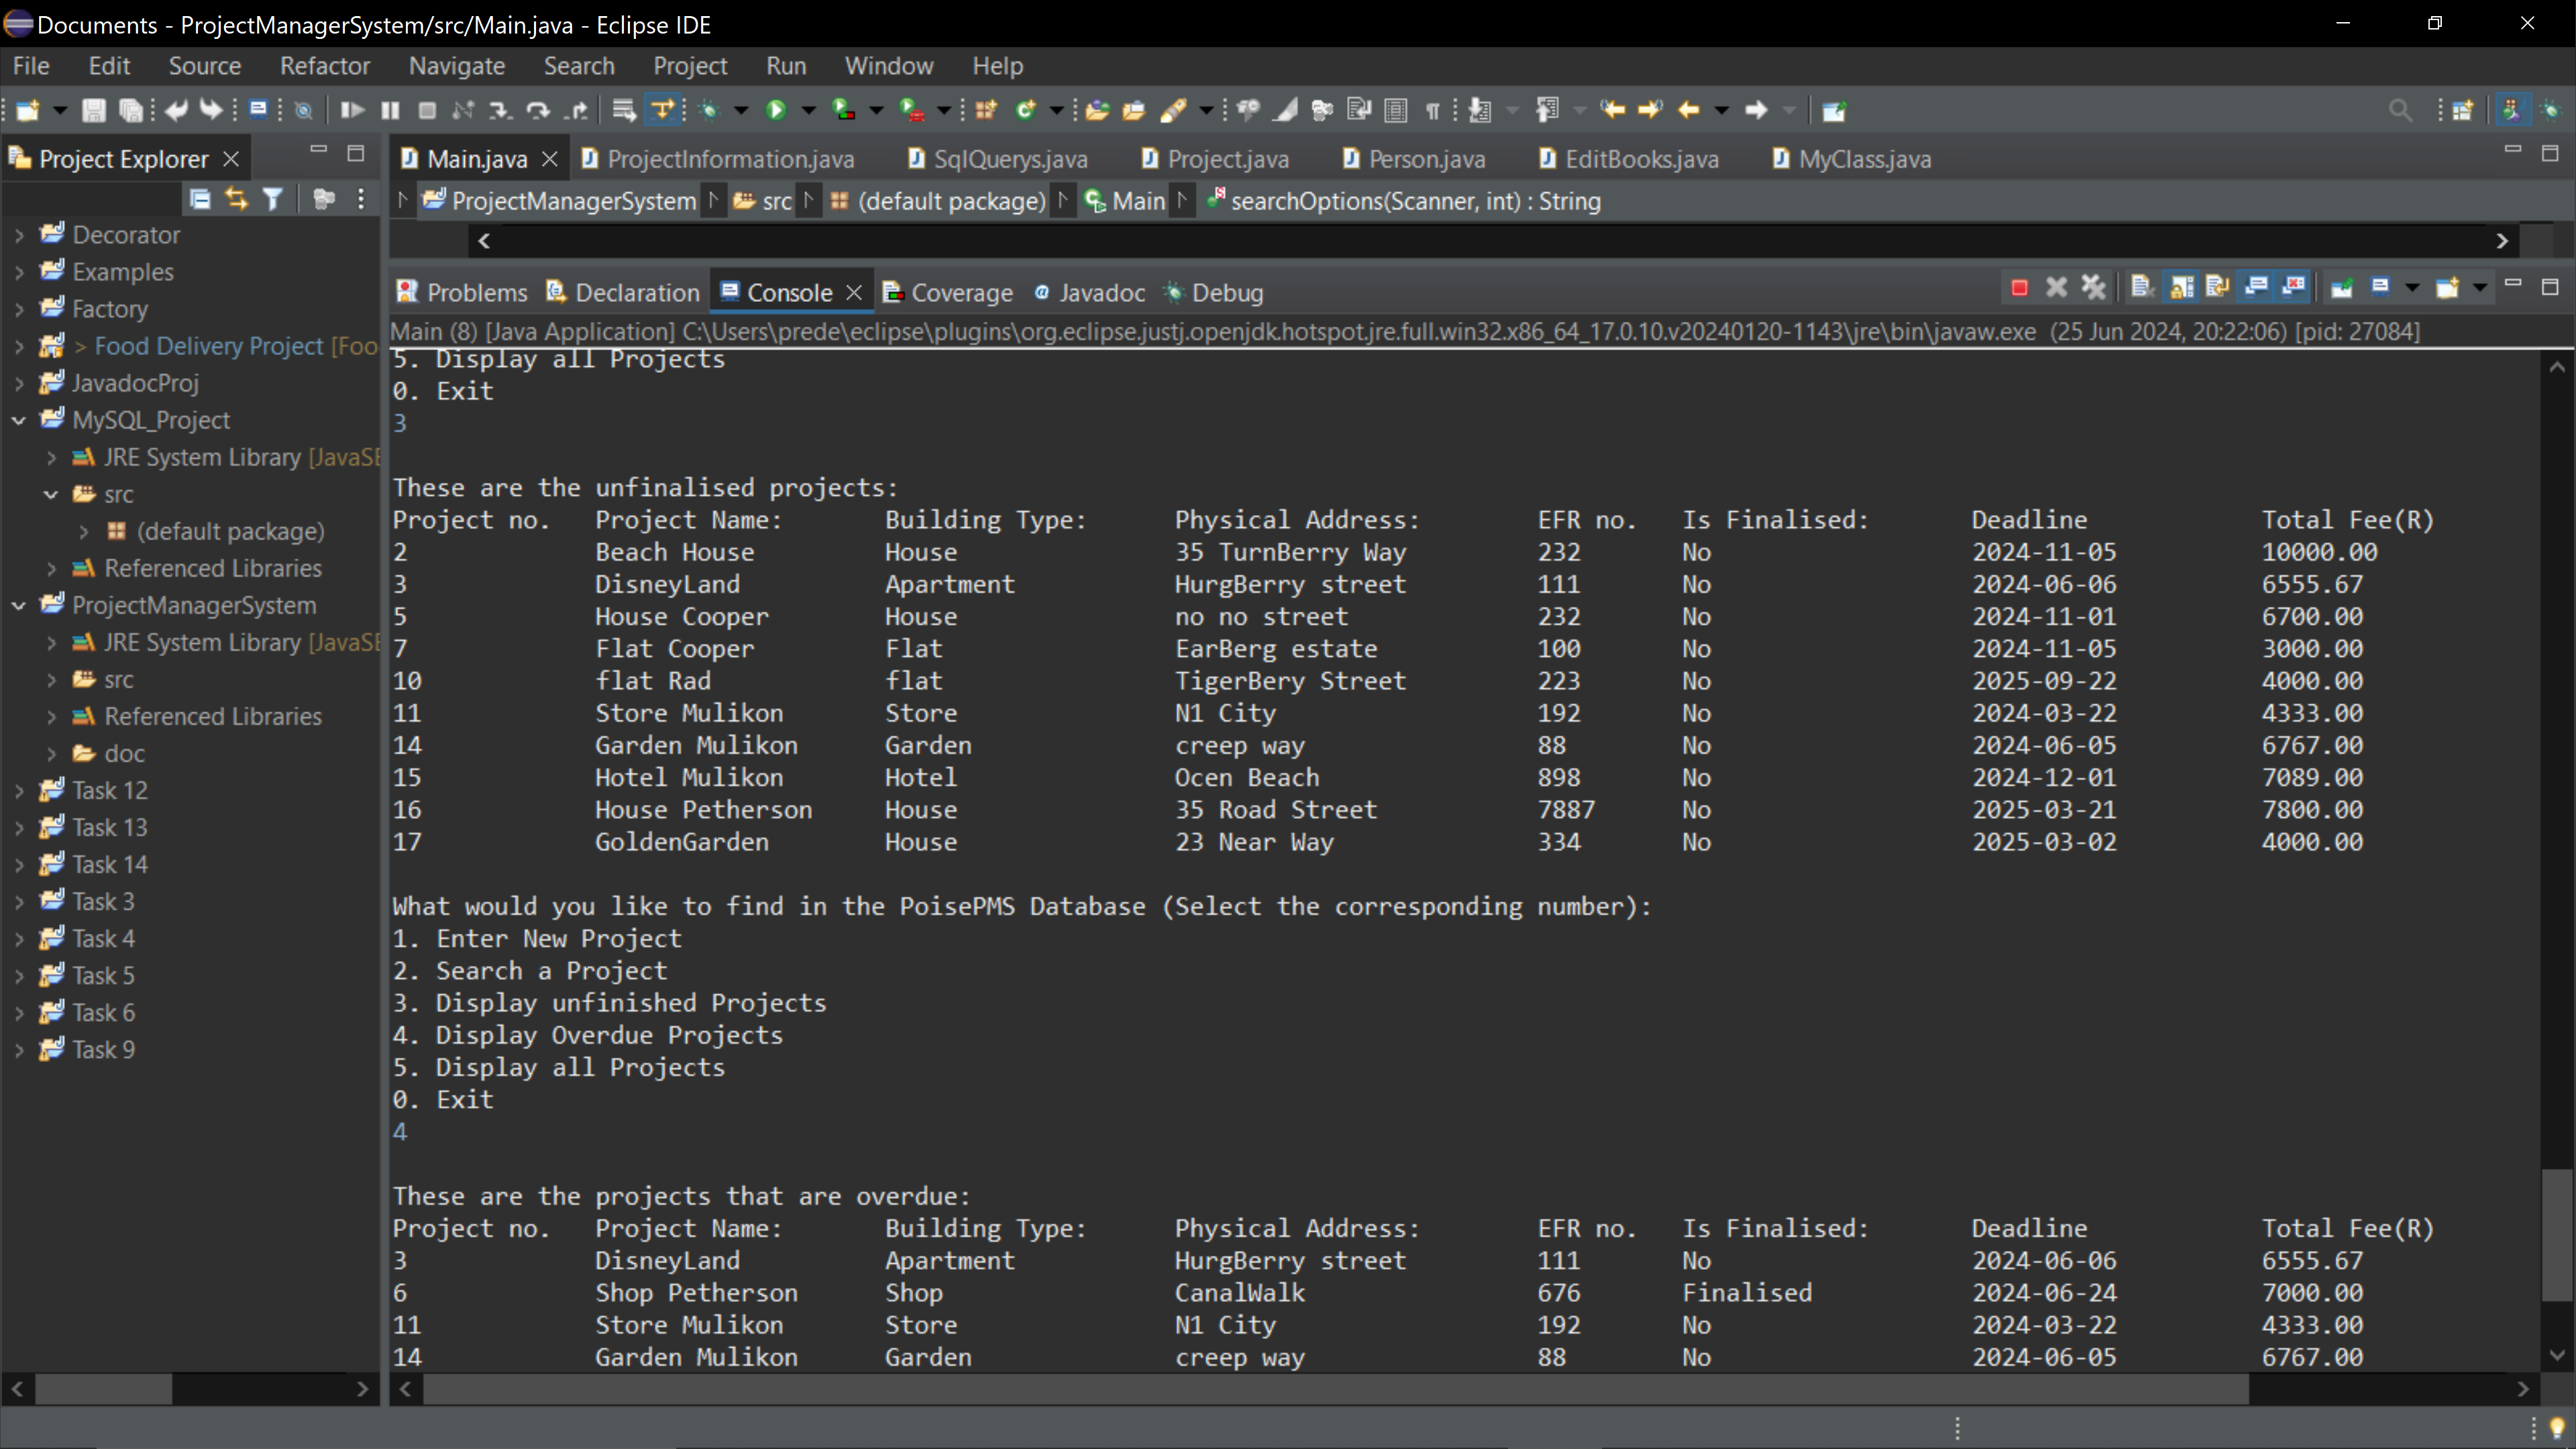 Documents - ProjectManagerSystem/src/Main.java - Eclipse IDE
File Edit Source Refactor Navigate Search Project Run Window Help
Project Explorer
Main.java ProjectInformation.java SqlQuerys.java Project.java Person.java EditBooks.java MyClass.java
ProjectManagerSystem src (default package) Main searchOptions(Scanner, int) : String
Decorator
Examples
Factory
> Food Delivery Project [Foo
JavadocProj
MySQL_Project
JRE System Library [JavaSE
src
(default package)
Referenced Libraries
ProjectManagerSystem
JRE System Library [JavaSE
src
Referenced Libraries
doc
Task 12
Task 13
Task 14
Task 3
Task 4
Task 5
Task 6
Task 9
Problems Declaration Console Coverage Javadoc Debug
Main (8) [Java Application] C:\Users\prede\eclipse\plugins\org.eclipse.justj.openjdk.hotspot.jre.full.win32.x86_64_17.0.10.v20240120-1143\jre\bin\javaw.exe (25 Jun 2024, 20:22:06) [pid: 27084]
5. Display all Projects
0. Exit
3
These are the unfinalised projects:
Project no. Project Name: Building Type: Physical Address: EFR no. Is Finalised: Deadline Total Fee(R)
2 Beach House House 35 TurnBerry Way 232 No 2024-11-05 10000.00
3 DisneyLand Apartment HurgBerry street 111 No 2024-06-06 6555.67
5 House Cooper House no no street 232 No 2024-11-01 6700.00
7 Flat Cooper Flat EarBerg estate 100 No 2024-11-05 3000.00
10 flat Rad flat TigerBery Street 223 No 2025-09-22 4000.00
11 Store Mulikon Store N1 City 192 No 2024-03-22 4333.00
14 Garden Mulikon Garden creep way 88 No 2024-06-05 6767.00
15 Hotel Mulikon Hotel Ocen Beach 898 No 2024-12-01 7089.00
16 House Petherson House 35 Road Street 7887 No 2025-03-21 7800.00
17 GoldenGarden House 23 Near Way 334 No 2025-03-02 4000.00
What would you like to find in the PoisePMS Database (Select the corresponding number):
1. Enter New Project
2. Search a Project
3. Display unfinished Projects
4. Display Overdue Projects
5. Display all Projects
0. Exit
4
These are the projects that are overdue:
Project no. Project Name: Building Type: Physical Address: EFR no. Is Finalised: Deadline Total Fee(R)
3 DisneyLand Apartment HurgBerry street 111 No 2024-06-06 6555.67
6 Shop Petherson Shop CanalWalk 676 Finalised 2024-06-24 7000.00
11 Store Mulikon Store N1 City 192 No 2024-03-22 4333.00
14 Garden Mulikon Garden creep way 88 No 2024-06-05 6767.00